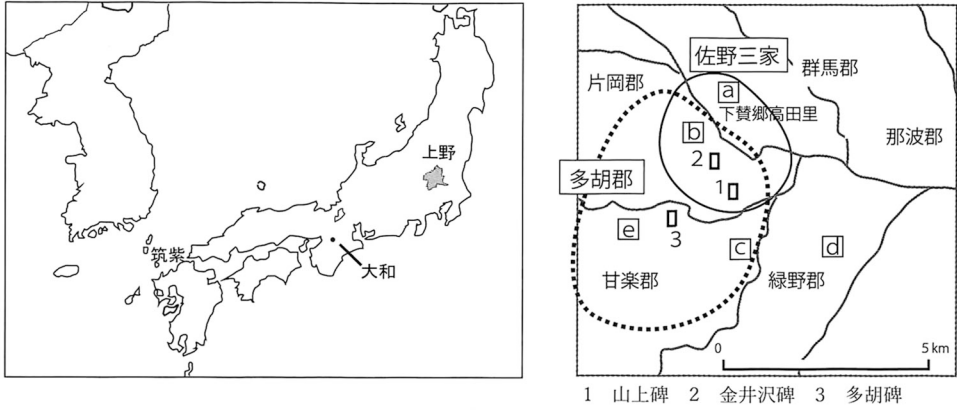 上野
筑紫
大和
佐野三家
片岡郡
群馬郡
a
下賛郷高田里
b
那波郡
2
多胡郡
1
e
3
c
d
甘楽郡
緑野郡
0
5 km
1 山上碑 2 金井沢碑 3 多胡碑